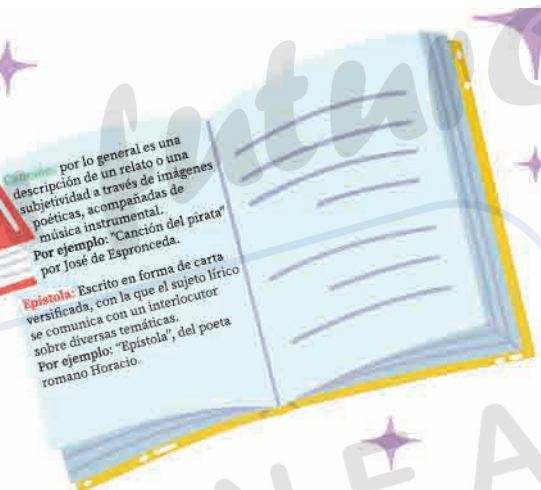 Canción: por lo general es una
descripción de un relato o una
subjetividad a través de imágenes
poéticas, acompañadas de
música instrumental.
Por ejemplo: "Canción del pirata"
por José de Espronceda.
Epístola: Escrito en forma de carta
versificada, con la que el sujeto lírico
se comunica con un interlocutor
sobre diversas temáticas.
Por ejemplo: "Epístola", del poeta
romano Horacio.